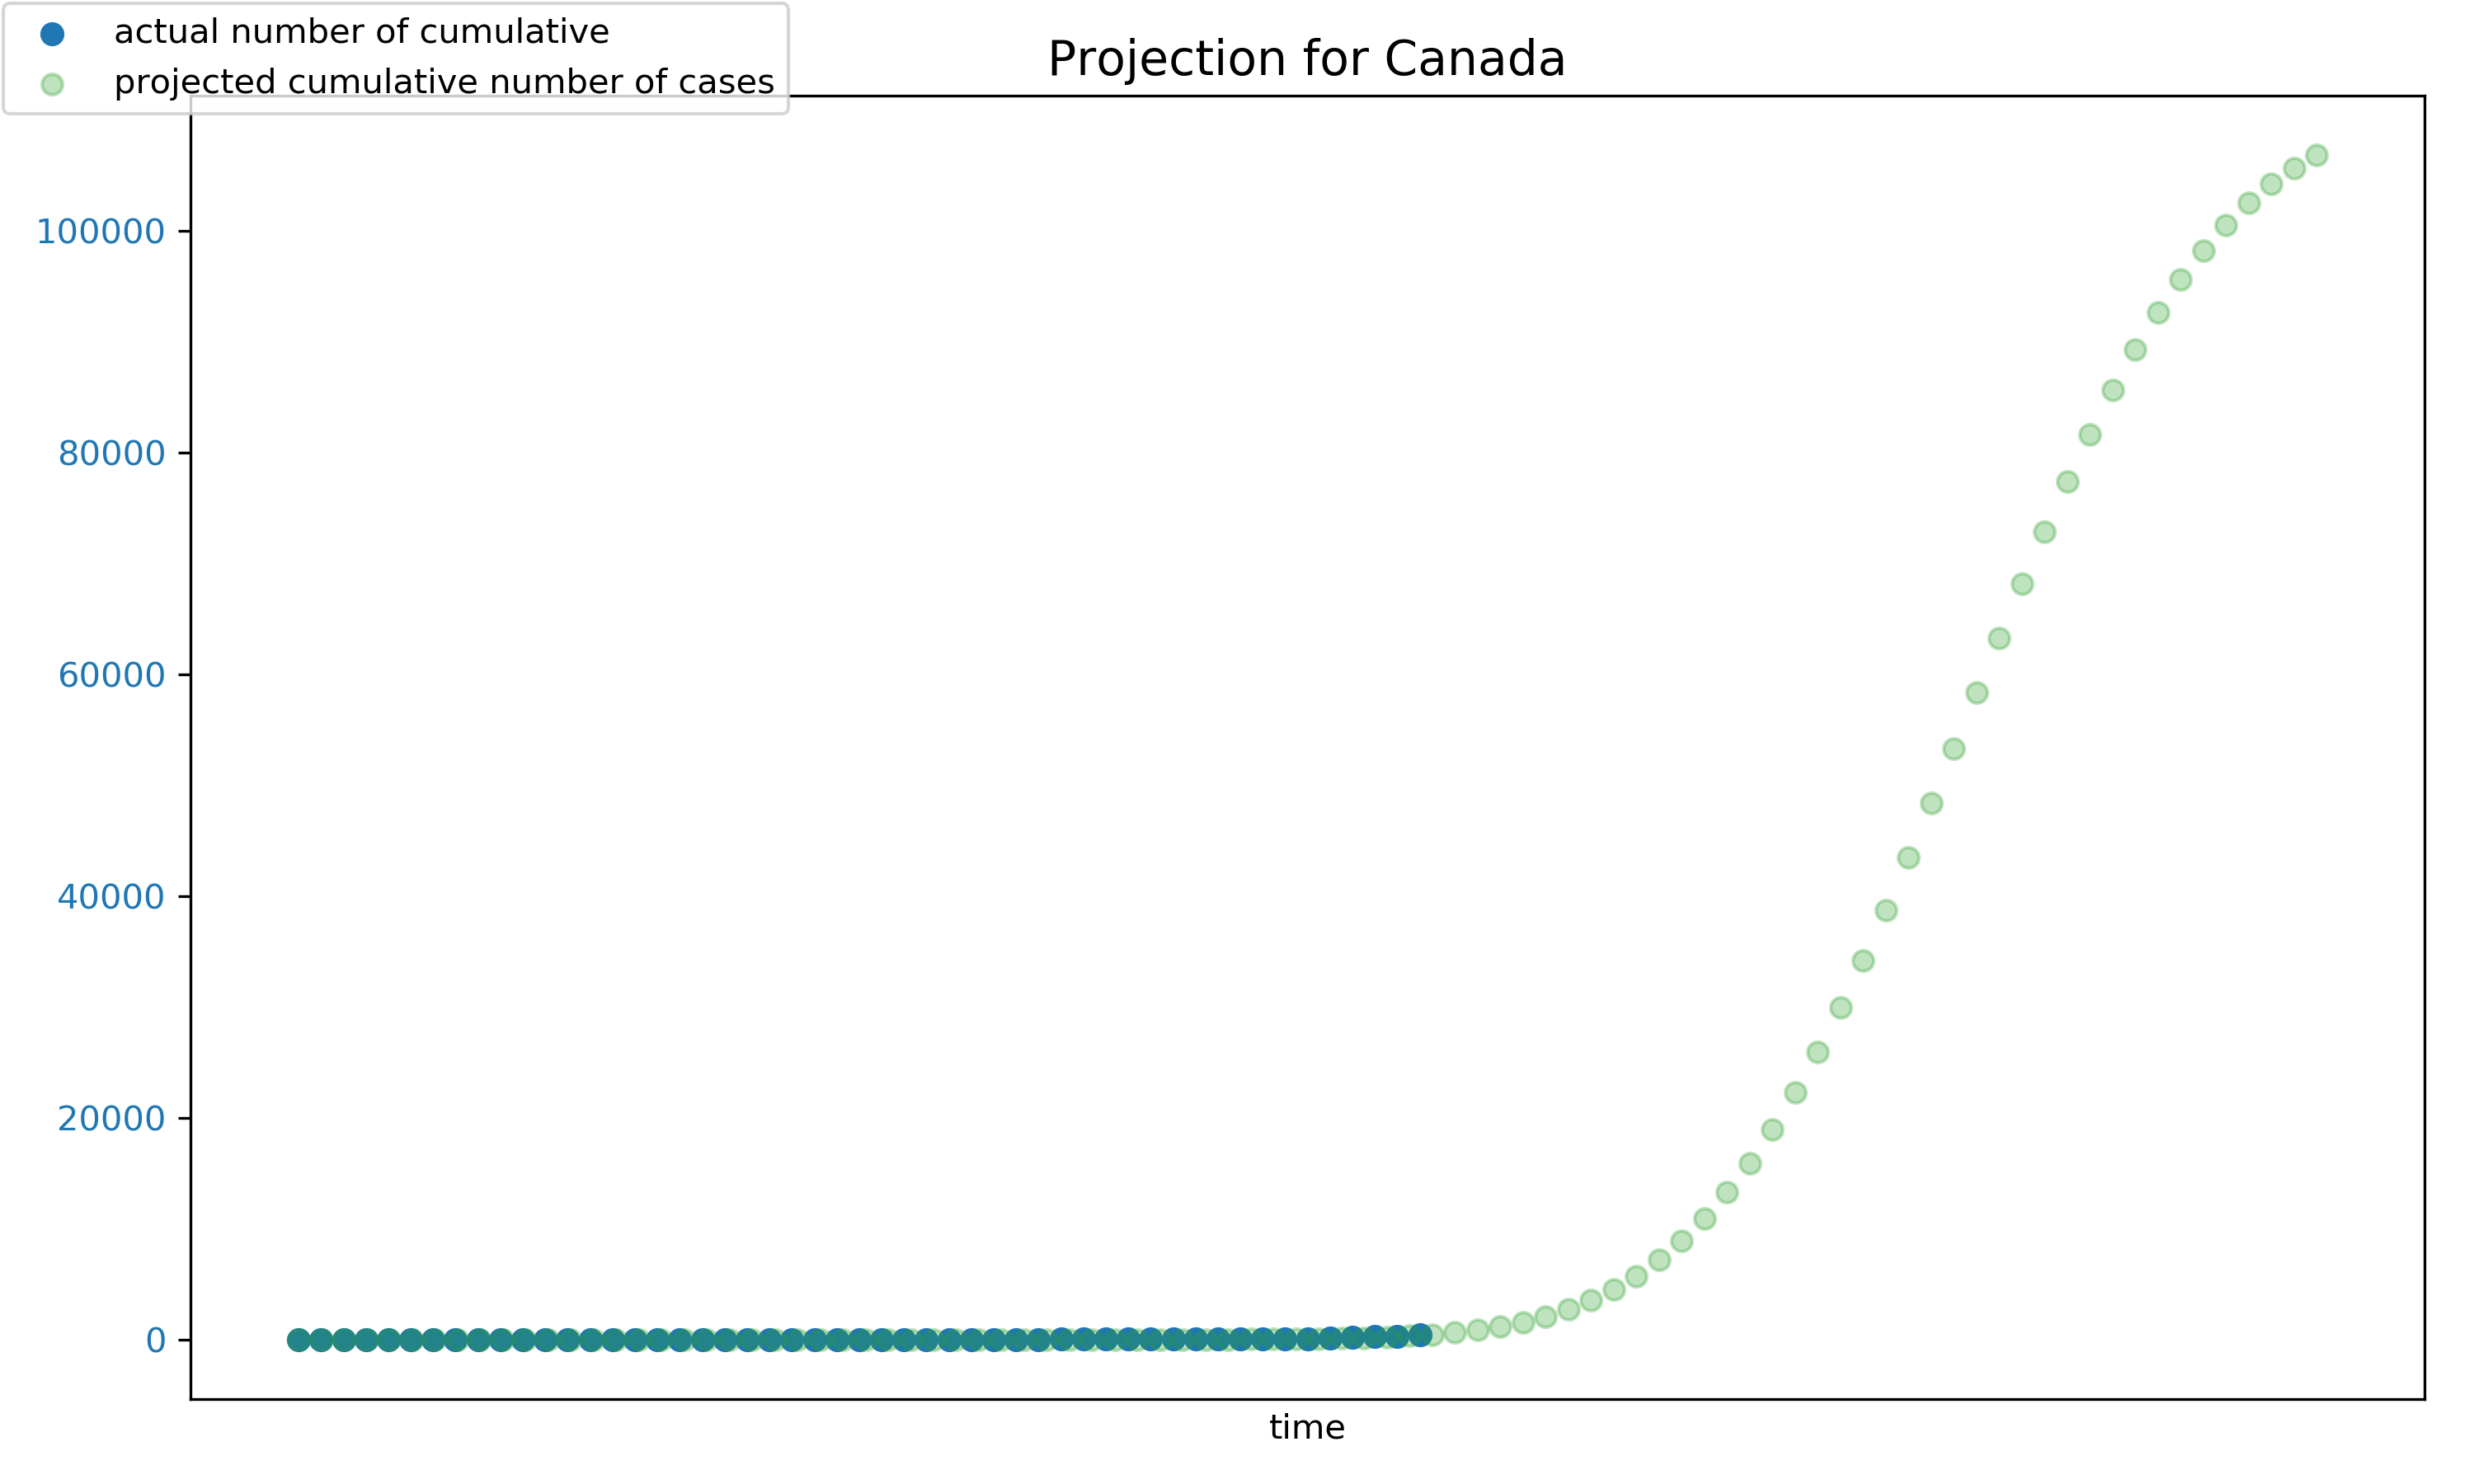 actual number of cumulative
projected cumulative number of cases
Projection for Canada
100000
80000
60000
40000
20000
0
time